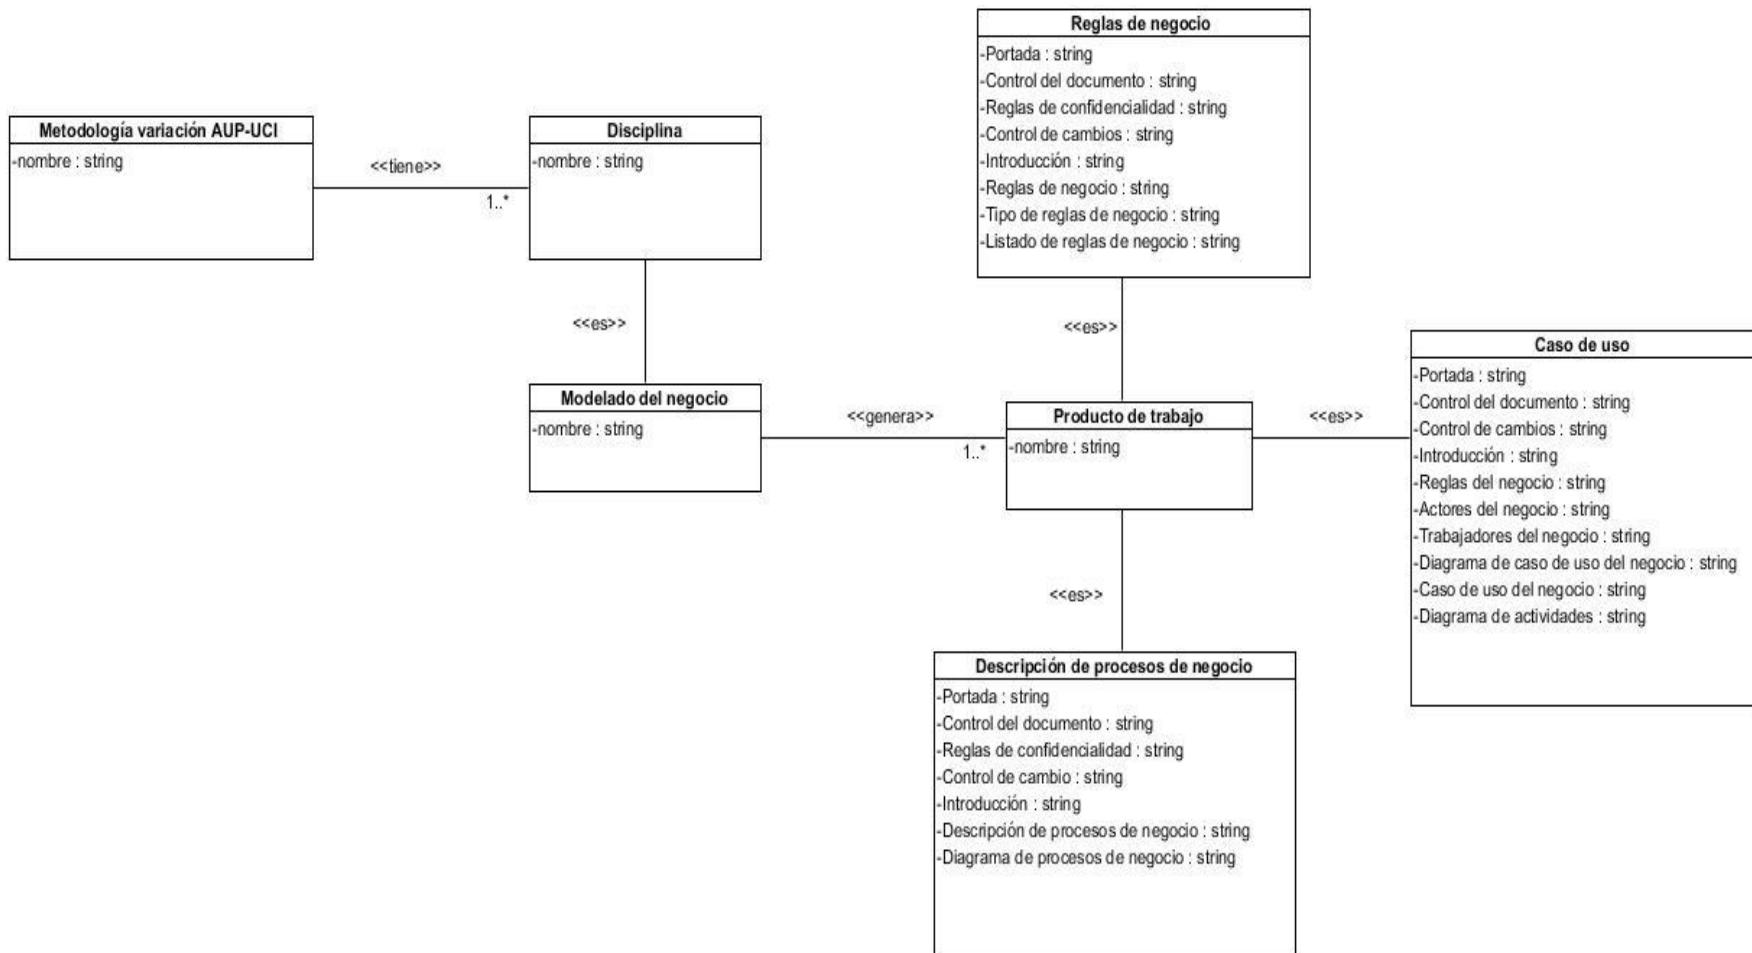 Reglas de negocio
-Portada : string
-Control del documento : string
-Reglas de confidencialidad : string
-Control de cambios : string
-Introducción : string
-Reglas de negocio : string
-Tipo de reglas de negocio : string
-Listado de reglas de negocio : string
Metodología variación AUP-UCI
-nombre : string
<<tiene>>
1..*
Disciplina
-nombre : string
<<es>>
<<es>>
Modelado del negocio
-nombre : string
<<genera>>
1..*
Producto de trabajo
-nombre : string
<<es>>
Caso de uso
-Portada : string
-Control del documento : string
-Control de cambios : string
-Introducción : string
-Reglas del negocio : string
-Actores del negocio : string
-Trabajadores del negocio : string
-Diagrama de caso de uso del negocio : string
-Caso de uso del negocio : string
-Diagrama de actividades : string
<<es>>
Descripción de procesos de negocio
-Portada : string
-Control del documento : string
-Reglas de confidencialidad : string
-Control de cambio : string
-Introducción : string
-Descripción de procesos de negocio : string
-Diagrama de procesos de negocio : string